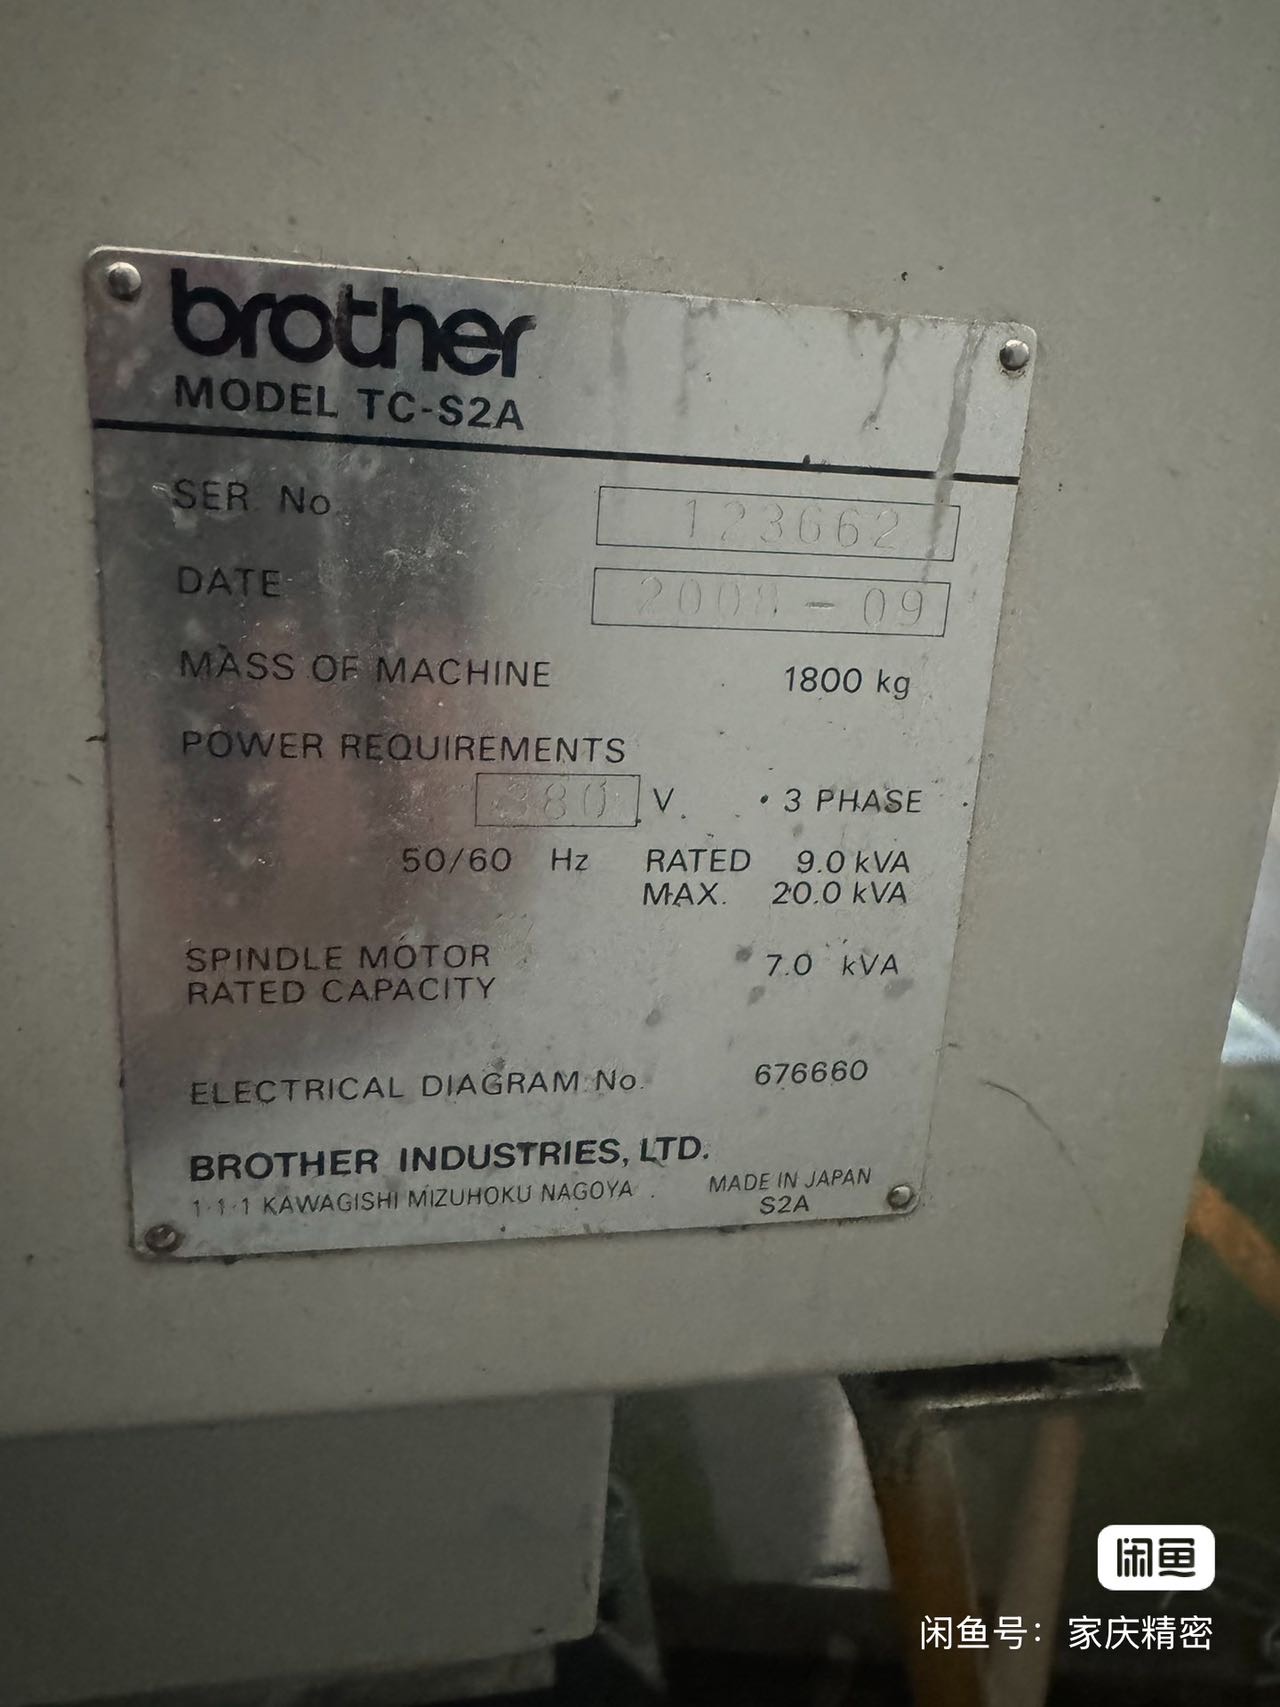 brother
MODEL TC-S2A
SER. No. 123662
DATE 2008-09
MASS OF MACHINE 1800 kg
POWER REQUIREMENTS
380 V. 3 PHASE
50/60 Hz RATED 9.0 kVA
MAX. 20.0 kVA
SPINDLE MOTOR
RATED CAPACITY 7.0 kVA
ELECTRICAL DIAGRAM No. 676660
BROTHER INDUSTRIES, LTD.
1-1-1 KAWAGISHI MIZUHOKU NAGOYA. MADE IN JAPAN
S2A
闲鱼
闲鱼号：家庆精密